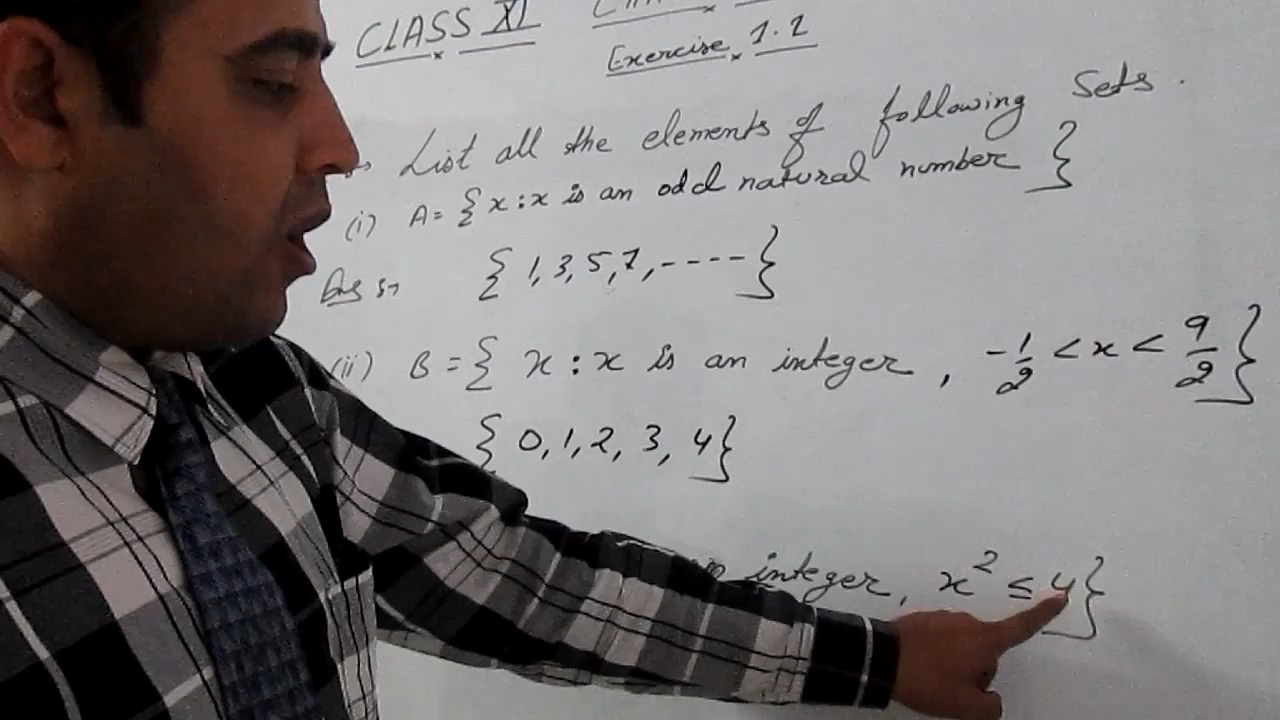 CLASS XI
Exercise 1.2
List all the elements of following Sets.
(i) A = { x : x is an odd natural number }
Ans :- { 1, 3, 5, 7, ---- }
(ii) B = { x : x is an integer, -1/2 < x < 9/2 }
{ 0, 1, 2, 3, 4 }
integer, x² ≤ 4 }